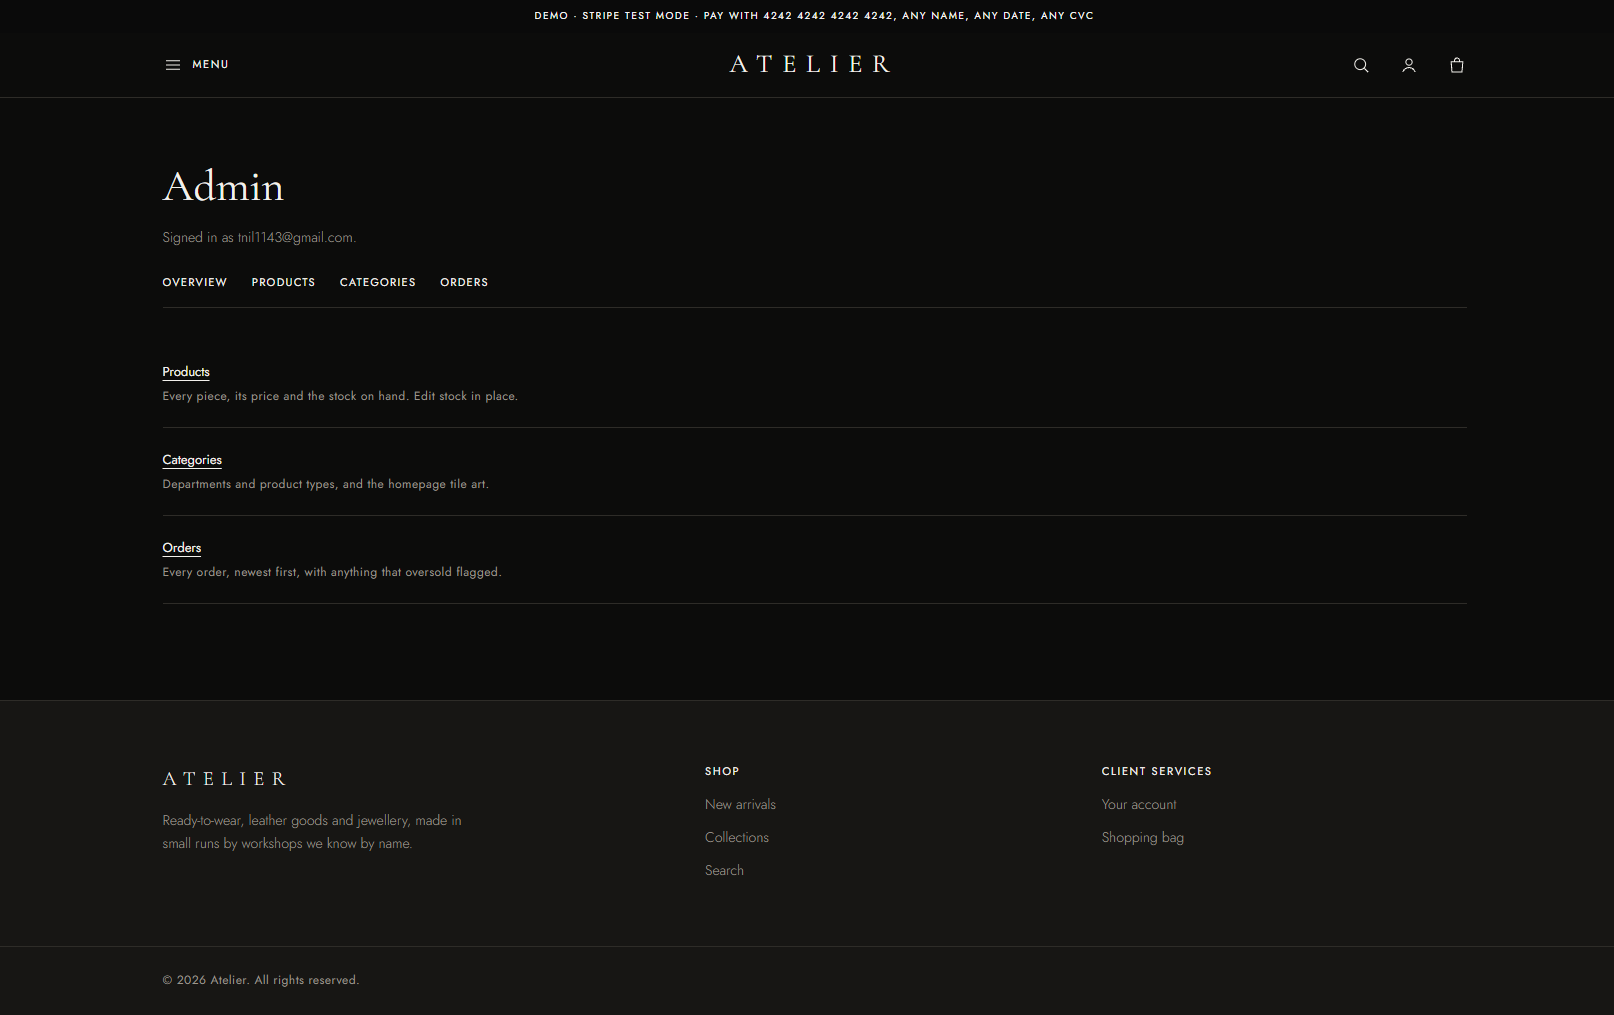 DEMO · STRIPE TEST MODE · PAY WITH 4242 4242 4242 4242, ANY NAME, ANY DATE, ANY CVC
MENU
ATELIER
Admin
Signed in as tnil1143@gmail.com.
OVERVIEW PRODUCTS CATEGORIES ORDERS
Products
Every piece, its price and the stock on hand. Edit stock in place.
Categories
Departments and product types, and the homepage tile art.
Orders
Every order, newest first, with anything that oversold flagged.
ATELIER
Ready-to-wear, leather goods and jewellery, made in
small runs by workshops we know by name.
SHOP
New arrivals
Collections
Search
CLIENT SERVICES
Your account
Shopping bag
© 2026 Atelier. All rights reserved.